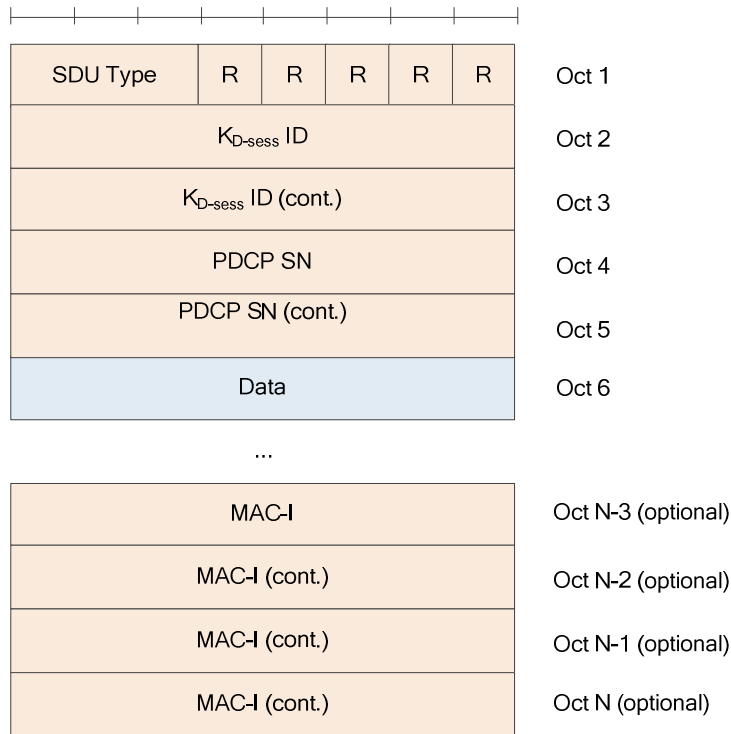 SDU Type R R R R R Oct 1
K_D-sess ID Oct 2
K_D-sess ID (cont.) Oct 3
PDCP SN Oct 4
PDCP SN (cont.) Oct 5
Data Oct 6
...
MAC-I Oct N-3 (optional)
MAC-I (cont.) Oct N-2 (optional)
MAC-I (cont.) Oct N-1 (optional)
MAC-I (cont.) Oct N (optional)